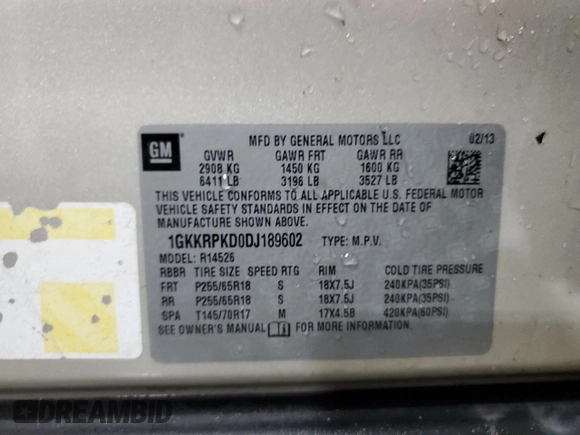 GM
MFD BY GENERAL MOTORS LLC 02/13
GVWR GAWR FRT GAWR RR
2908 KG 1450 KG 1600 KG
6411 LB 3196 LB 3527 LB
THIS VEHICLE CONFORMS TO ALL APPLICABLE U.S. FEDERAL MOTOR
VEHICLE SAFETY STANDARDS IN EFFECT ON THE DATE OF
MANUFACTURE SHOWN ABOVE.
1GKKRPKD0DJ189602 TYPE: M.P.V.
MODEL: R14526
RBBR TIRE SIZE SPEED RTG RIM COLD TIRE PRESSURE
FRT P255/65R18 S 18X7.5J 240KPA(35PSI)
RR P255/65R18 S 18X7.5J 240KPA(35PSI)
SPA T145/70R17 M 17X4.5B 420KPA(60PSI)
SEE OWNER'S MANUAL FOR MORE INFORMATION.
DREAMBID